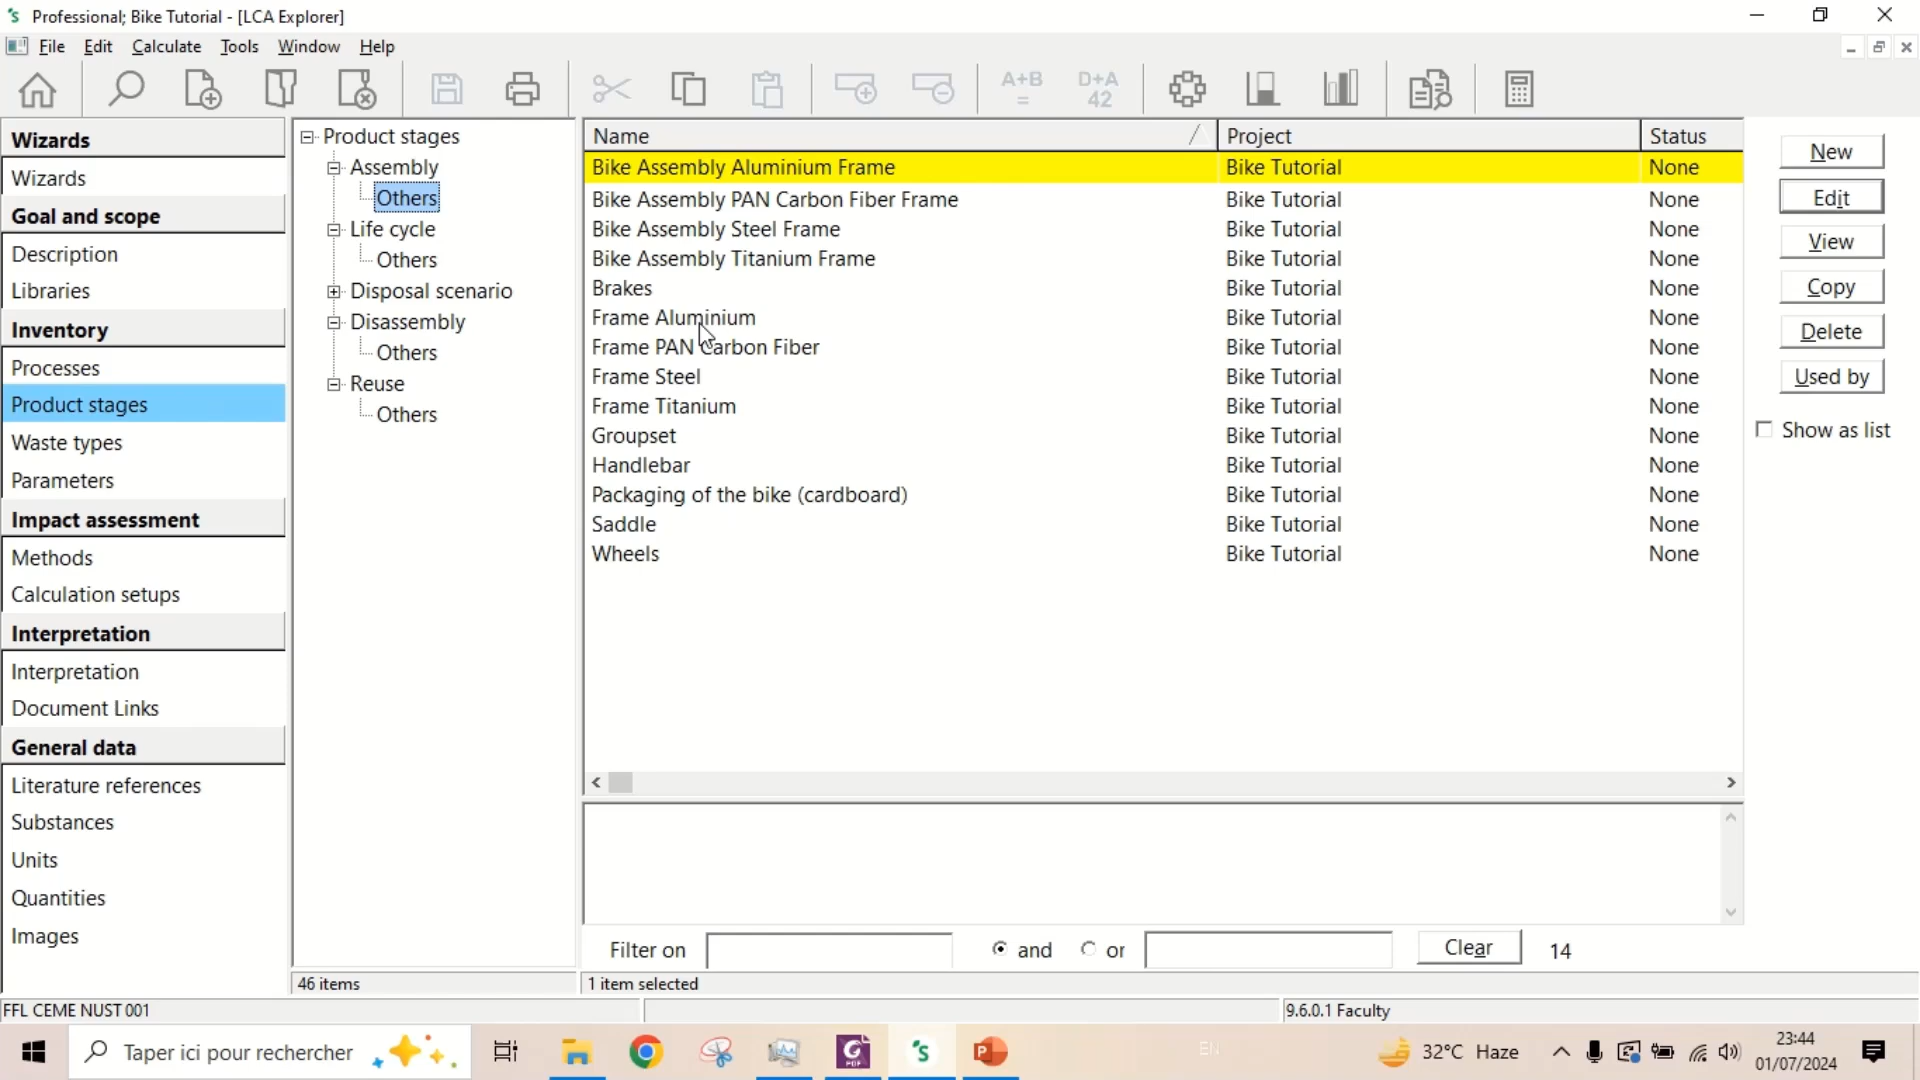 Professional; Bike Tutorial - [LCA Explorer]
File Edit Calculate Tools Window Help
A+B
=
D+A
42
Wizards
Wizards
Goal and scope
Description
Libraries
Inventory
Processes
Product stages
Waste types
Parameters
Impact assessment
Methods
Calculation setups
Interpretation
Interpretation
Document Links
General data
Literature references
Substances
Units
Quantities
Images
Product stages
Assembly
Others
Life cycle
Others
Disposal scenario
Disassembly
Others
Reuse
Others
46 items
Name Project Status
Bike Assembly Aluminium Frame Bike Tutorial None
Bike Assembly PAN Carbon Fiber Frame Bike Tutorial None
Bike Assembly Steel Frame Bike Tutorial None
Bike Assembly Titanium Frame Bike Tutorial None
Brakes Bike Tutorial None
Frame Aluminium Bike Tutorial None
Frame PAN Carbon Fiber Bike Tutorial None
Frame Steel Bike Tutorial None
Frame Titanium Bike Tutorial None
Groupset Bike Tutorial None
Handlebar Bike Tutorial None
Packaging of the bike (cardboard) Bike Tutorial None
Saddle Bike Tutorial None
Wheels Bike Tutorial None
New
Edit
View
Copy
Delete
Used by
Show as list
Filter on and or Clear 14
1 item selected
FFL CEME NUST 001 9.6.0.1 Faculty
Taper ici pour rechercher EN 32°C Haze 23:44
01/07/2024